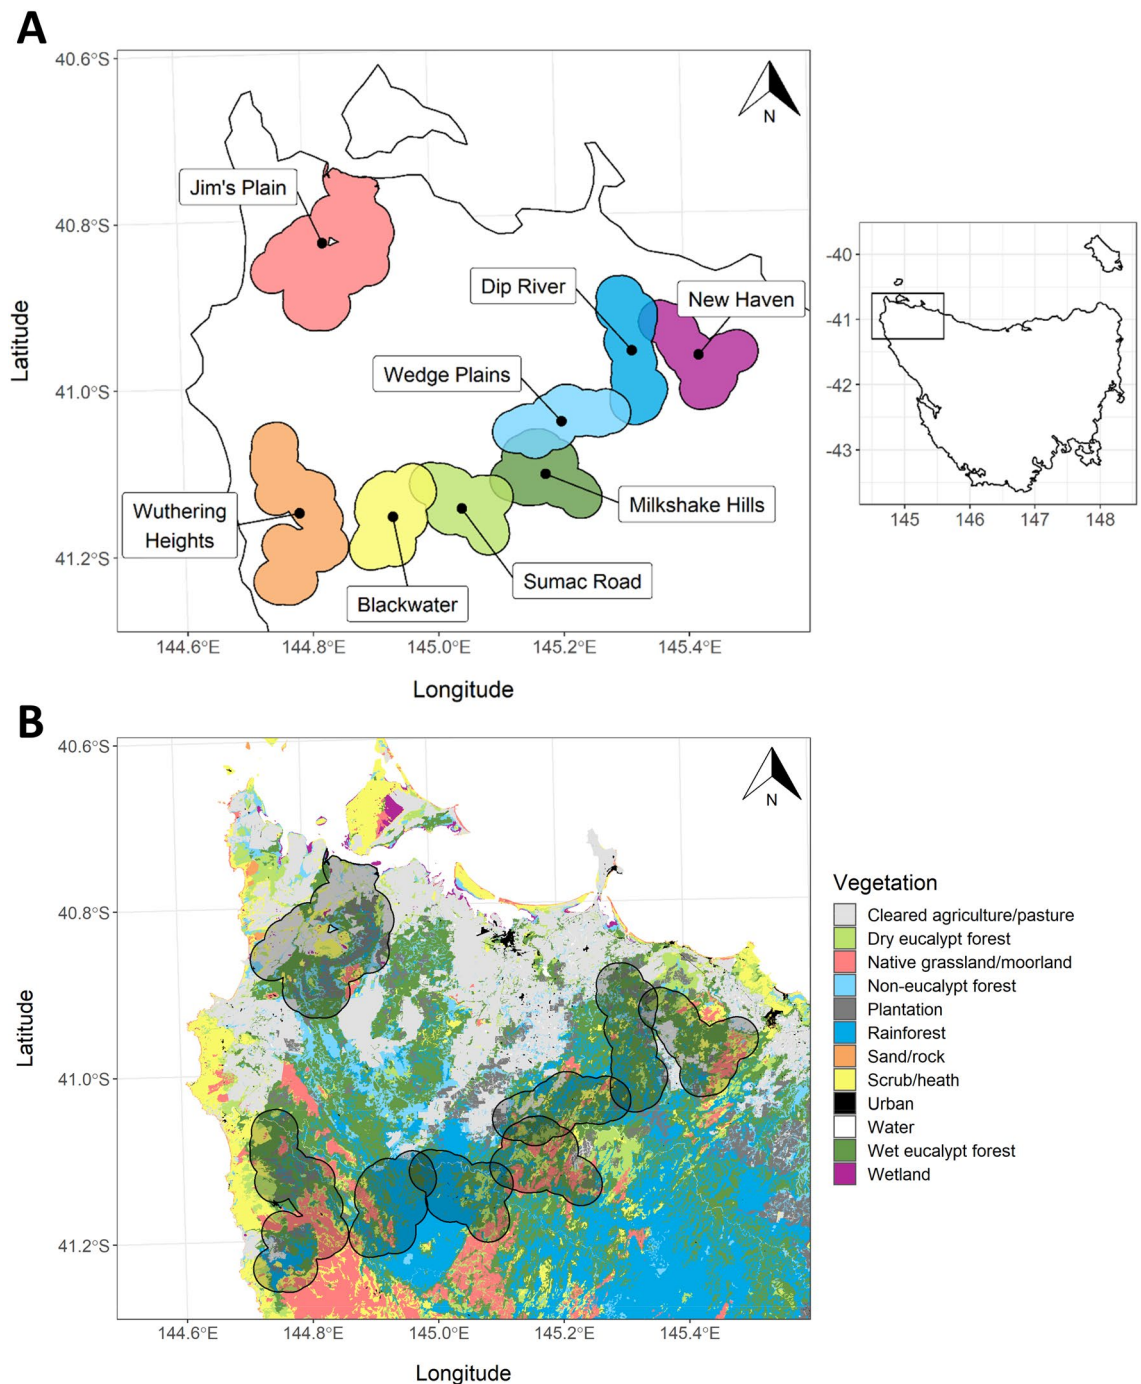 A
40.6°S
40.8°S
41.0°S
41.2°S
Latitude
N
Jim's Plain
Dip River
New Haven
Wedge Plains
Wuthering
Heights
Milkshake Hills
Sumac Road
Blackwater
144.6°E 144.8°E 145.0°E 145.2°E 145.4°E
Longitude
-40
-41
-42
-43
145 146 147 148
B
40.6°S
40.8°S
41.0°S
41.2°S
Latitude
N
144.6°E 144.8°E 145.0°E 145.2°E 145.4°E
Longitude
Vegetation
Cleared agriculture/pasture
Dry eucalypt forest
Native grassland/moorland
Non-eucalypt forest
Plantation
Rainforest
Sand/rock
Scrub/heath
Urban
Water
Wet eucalypt forest
Wetland